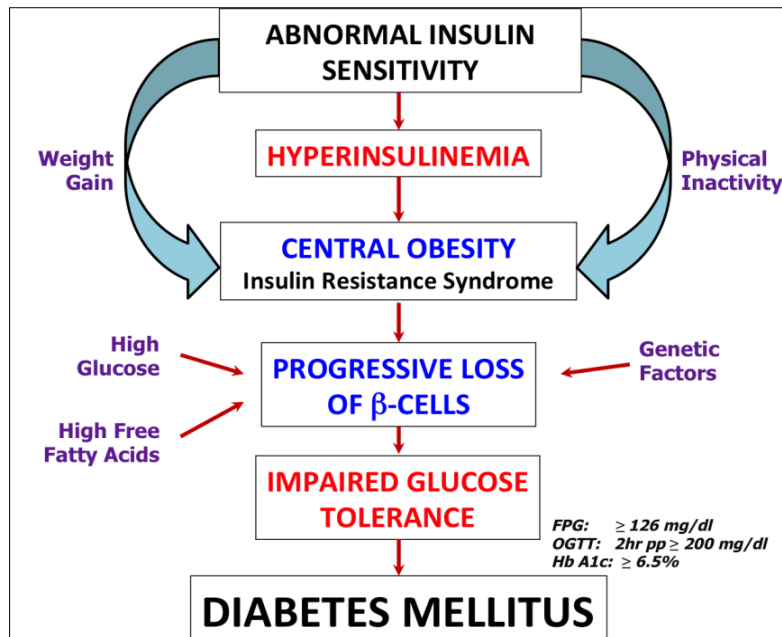 ABNORMAL INSULIN
SENSITIVITY
Weight
Gain
HYPERINSULINEMIA
Physical
Inactivity
CENTRAL OBESITY
Insulin Resistance Syndrome
High
Glucose
PROGRESSIVE LOSS
OF β-CELLS
Genetic
Factors
High Free
Fatty Acids
IMPAIRED GLUCOSE
TOLERANCE
FPG: ≥ 126 mg/dl
OGTT: 2hr pp ≥ 200 mg/dl
Hb A1c: ≥ 6.5%
DIABETES MELLITUS